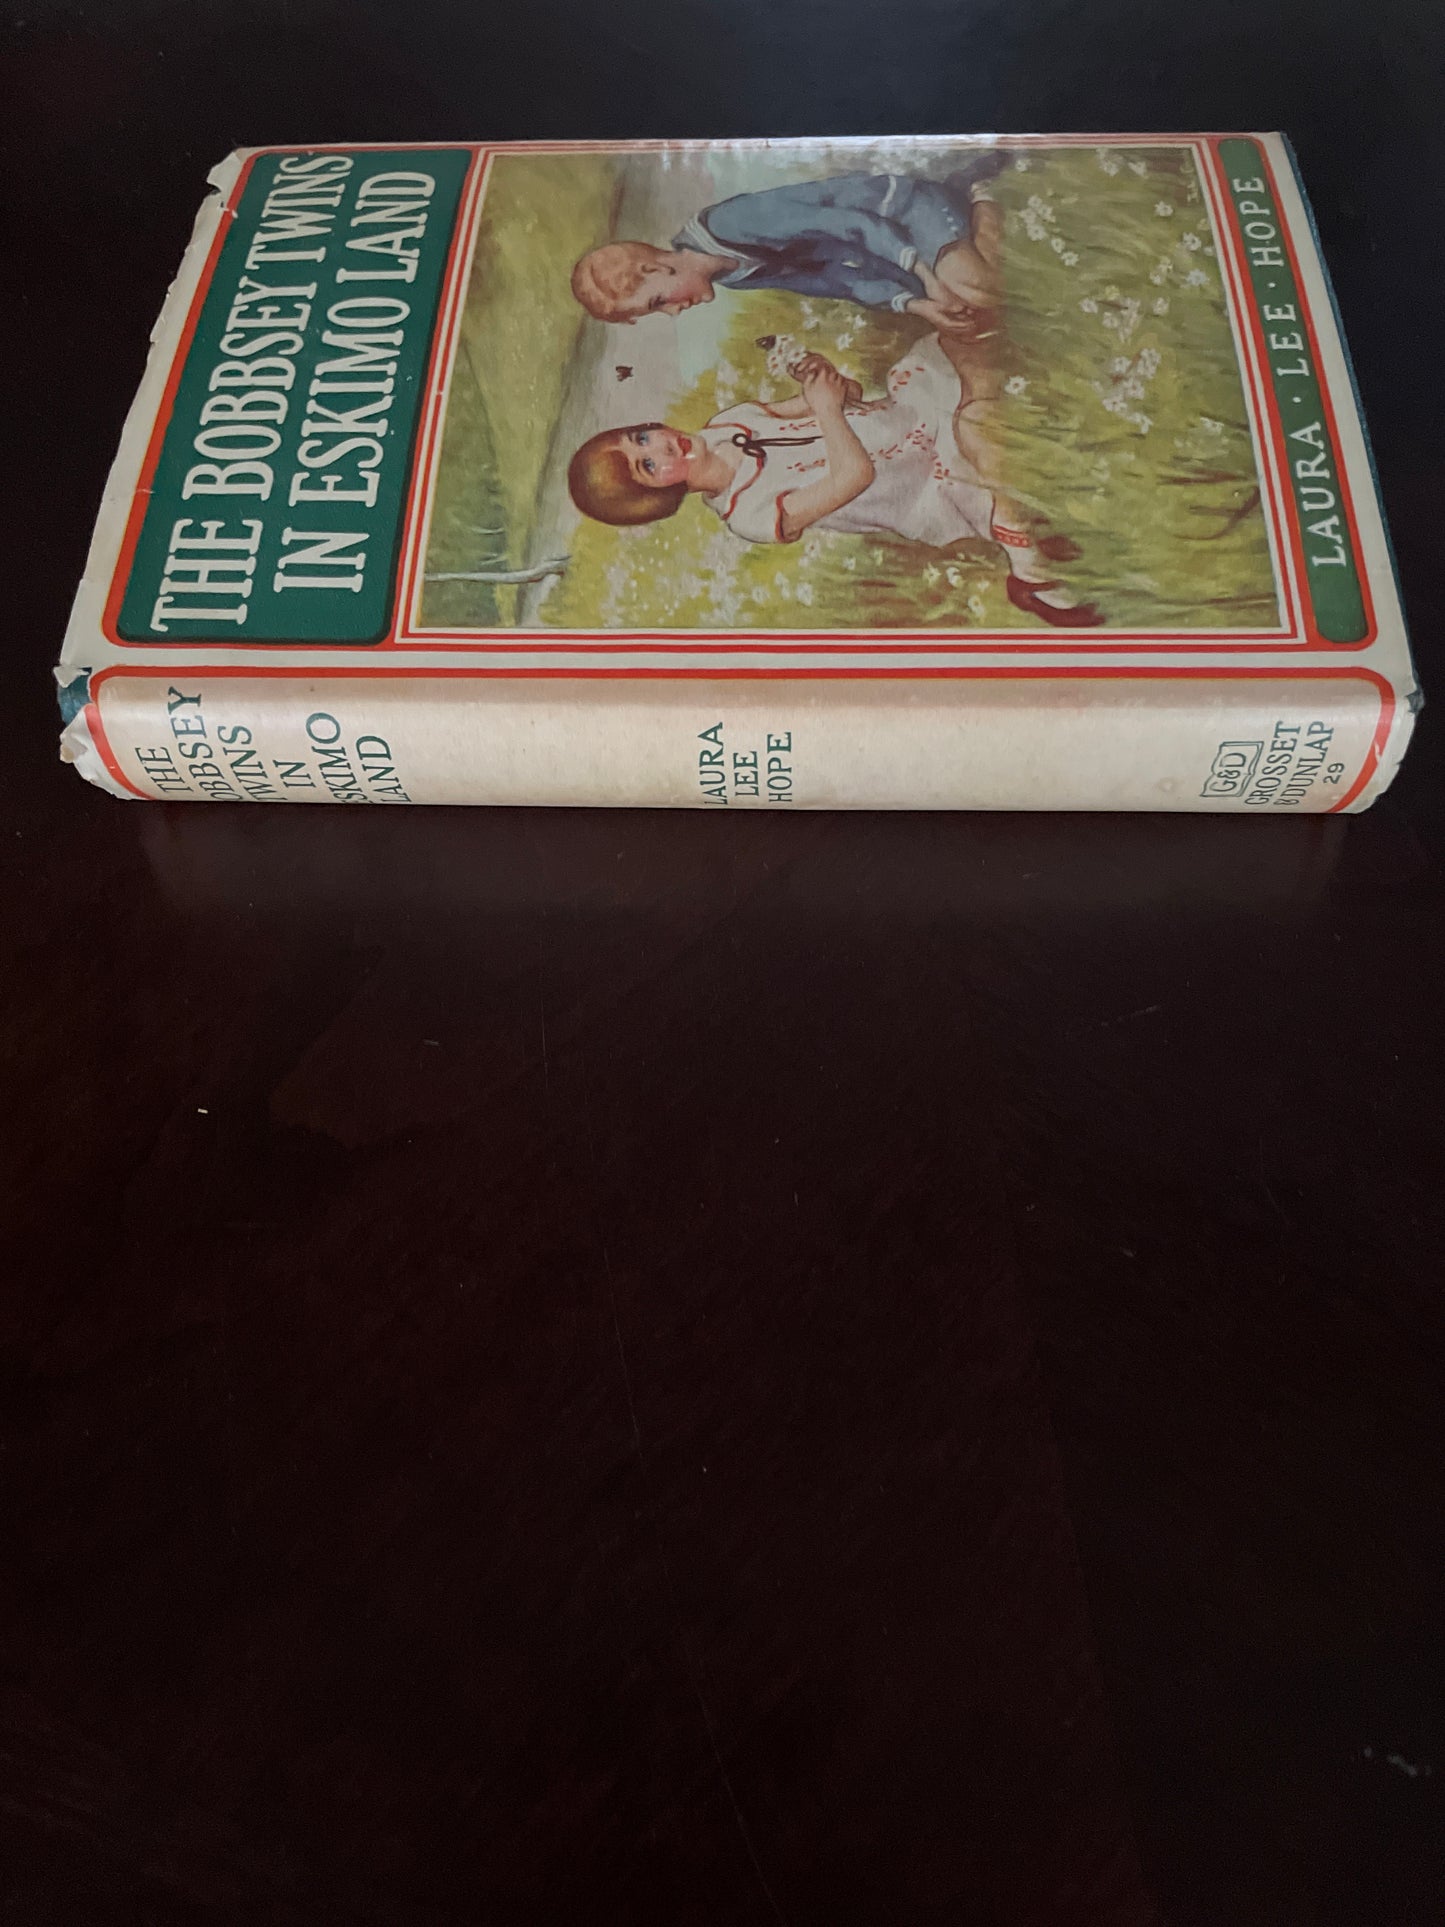 THE BOBBSEY TWINS
IN ESKIMO LAND
LAURA · LEE · HOPE
THE
OBBSEY
TWINS
IN
ESKIMO
LAND
LAURA
LEE
HOPE
G&D
GROSSET
& DUNLAP
29